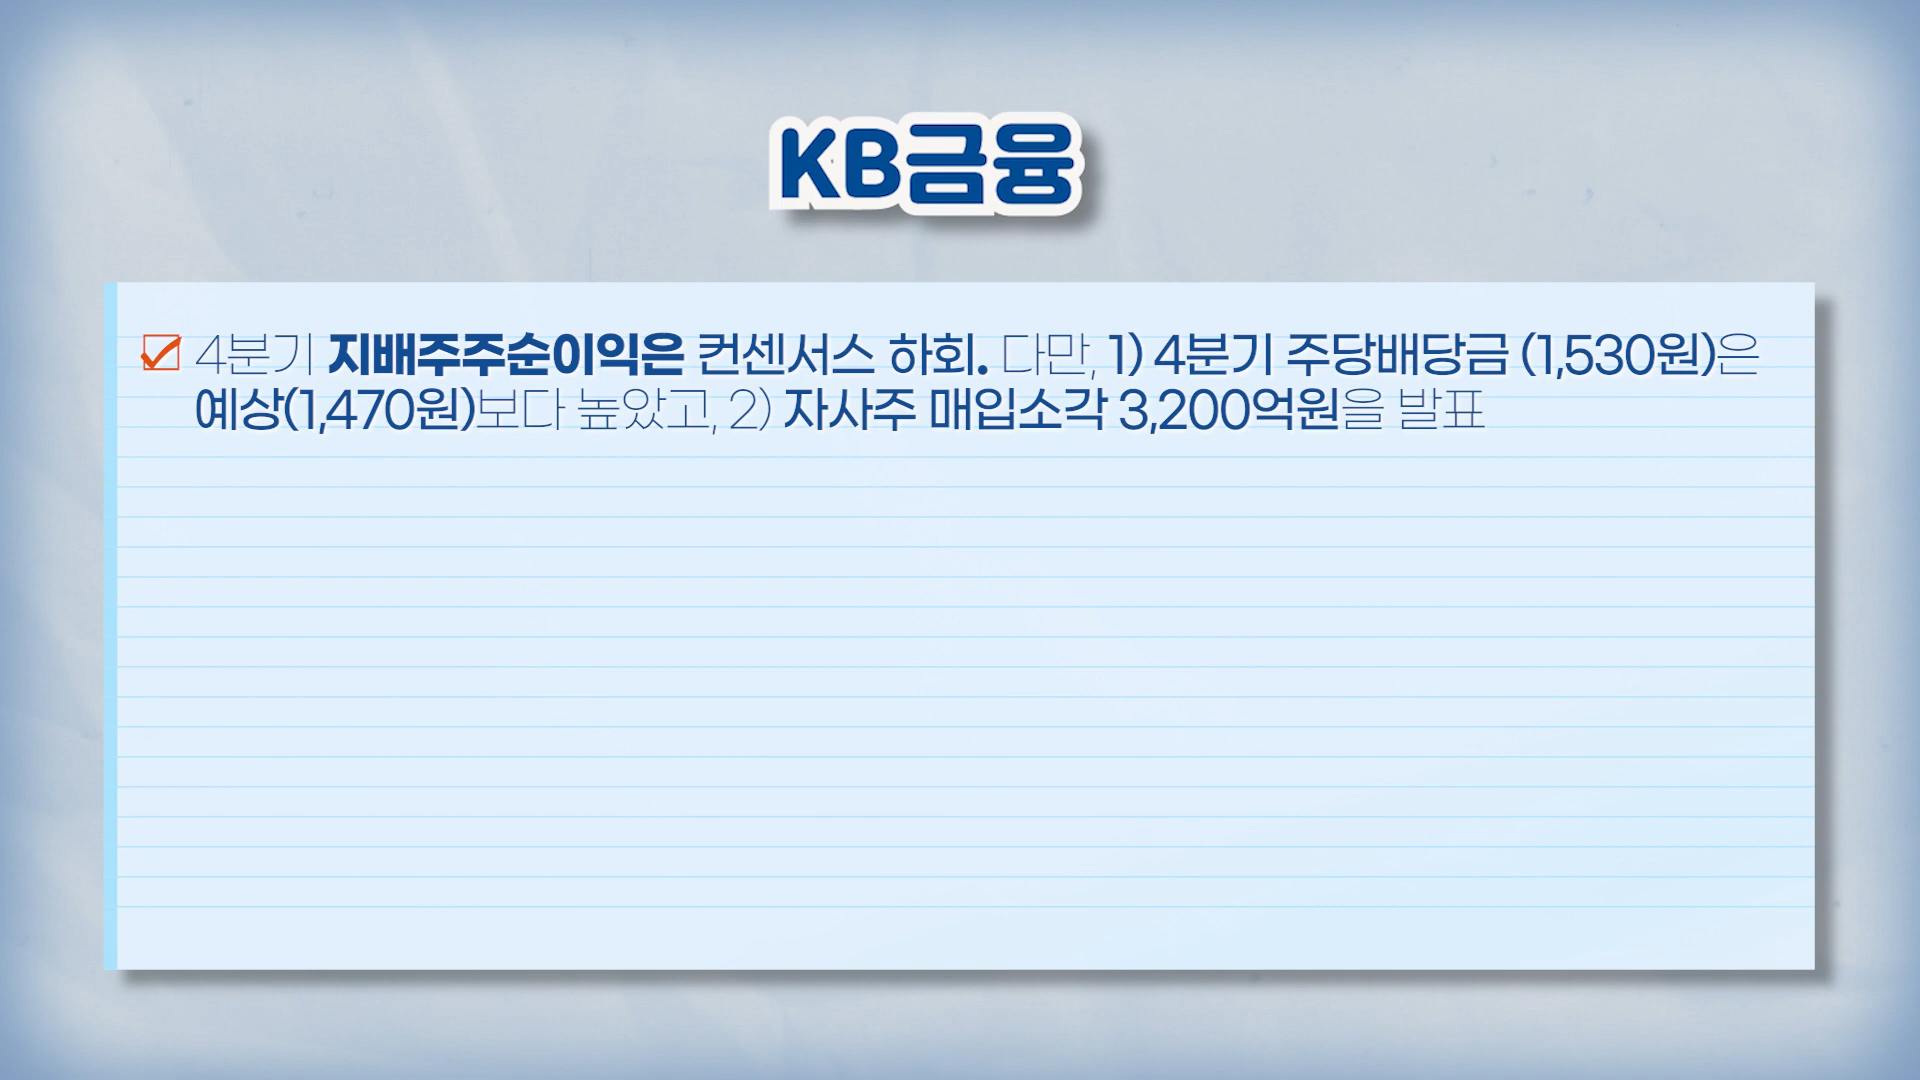 KB금융
4분기 지배주주순이익은 컨센서스 하회. 다만, 1) 4분기 주당배당금 (1,530원)은
예상(1,470원)보다 높았고, 2) 자사주 매입소각 3,200억원을 발표